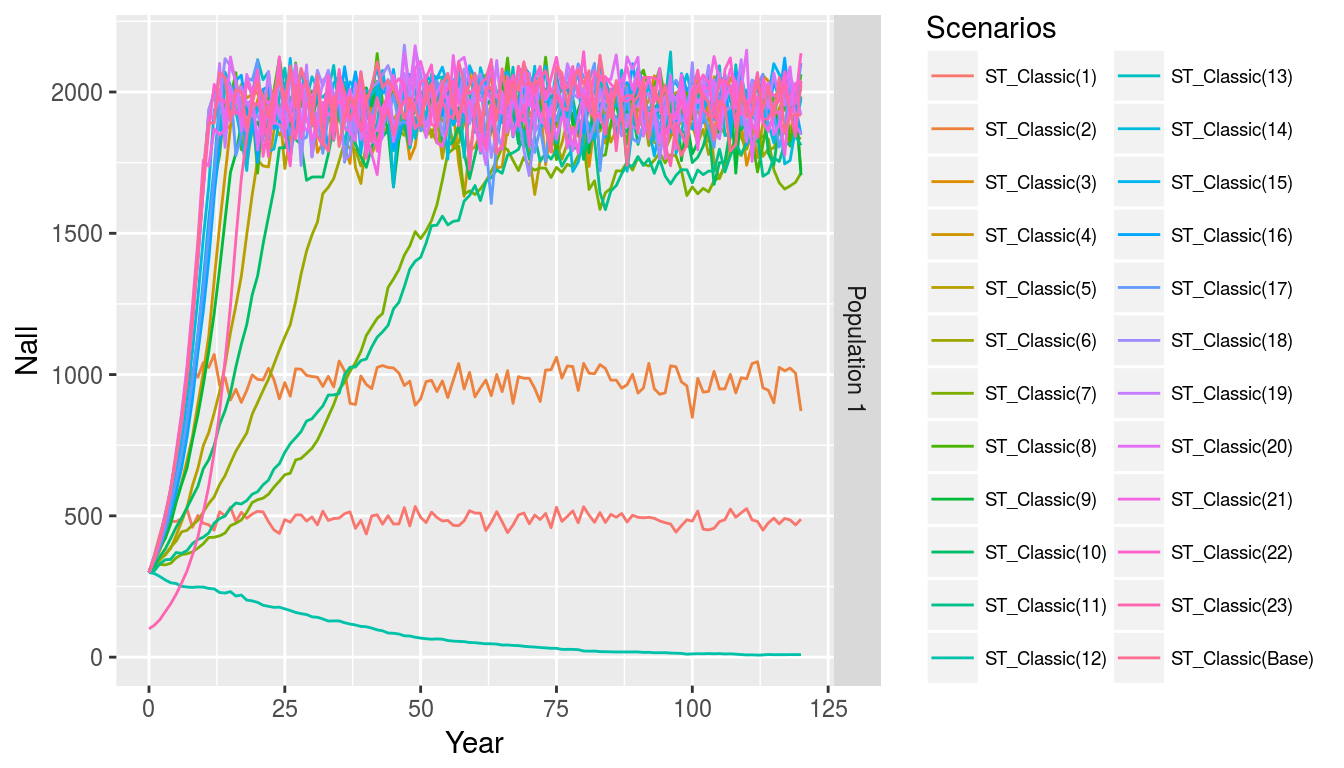 Nall
2000
1500
1000
500
0
0 25 50 75 100 125
Year
Population 1
Scenarios
ST_Classic(1)
ST_Classic(2)
ST_Classic(3)
ST_Classic(4)
ST_Classic(5)
ST_Classic(6)
ST_Classic(7)
ST_Classic(8)
ST_Classic(9)
ST_Classic(10)
ST_Classic(11)
ST_Classic(12)
ST_Classic(13)
ST_Classic(14)
ST_Classic(15)
ST_Classic(16)
ST_Classic(17)
ST_Classic(18)
ST_Classic(19)
ST_Classic(20)
ST_Classic(21)
ST_Classic(22)
ST_Classic(23)
ST_Classic(Base)